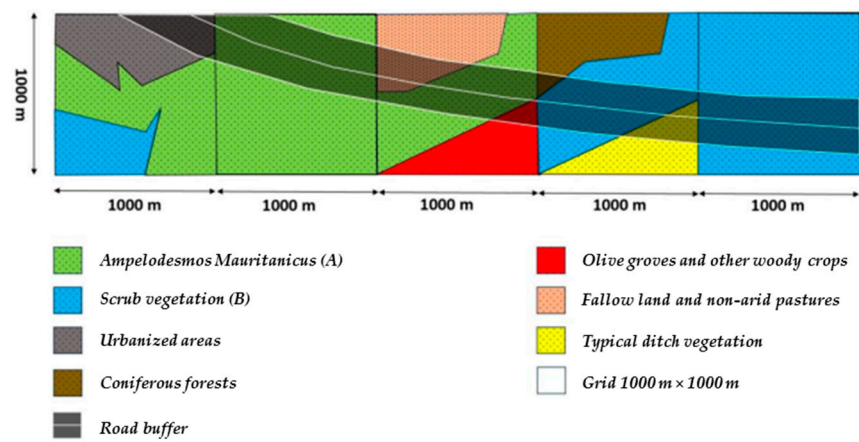 1000 m
1000 m
1000 m
1000 m
1000 m
1000 m
Ampelodesmos Mauritanicus (A)
Scrub vegetation (B)
Urbanized areas
Coniferous forests
Road buffer
Olive groves and other woody crops
Fallow land and non-arid pastures
Typical ditch vegetation
Grid 1000 m × 1000 m